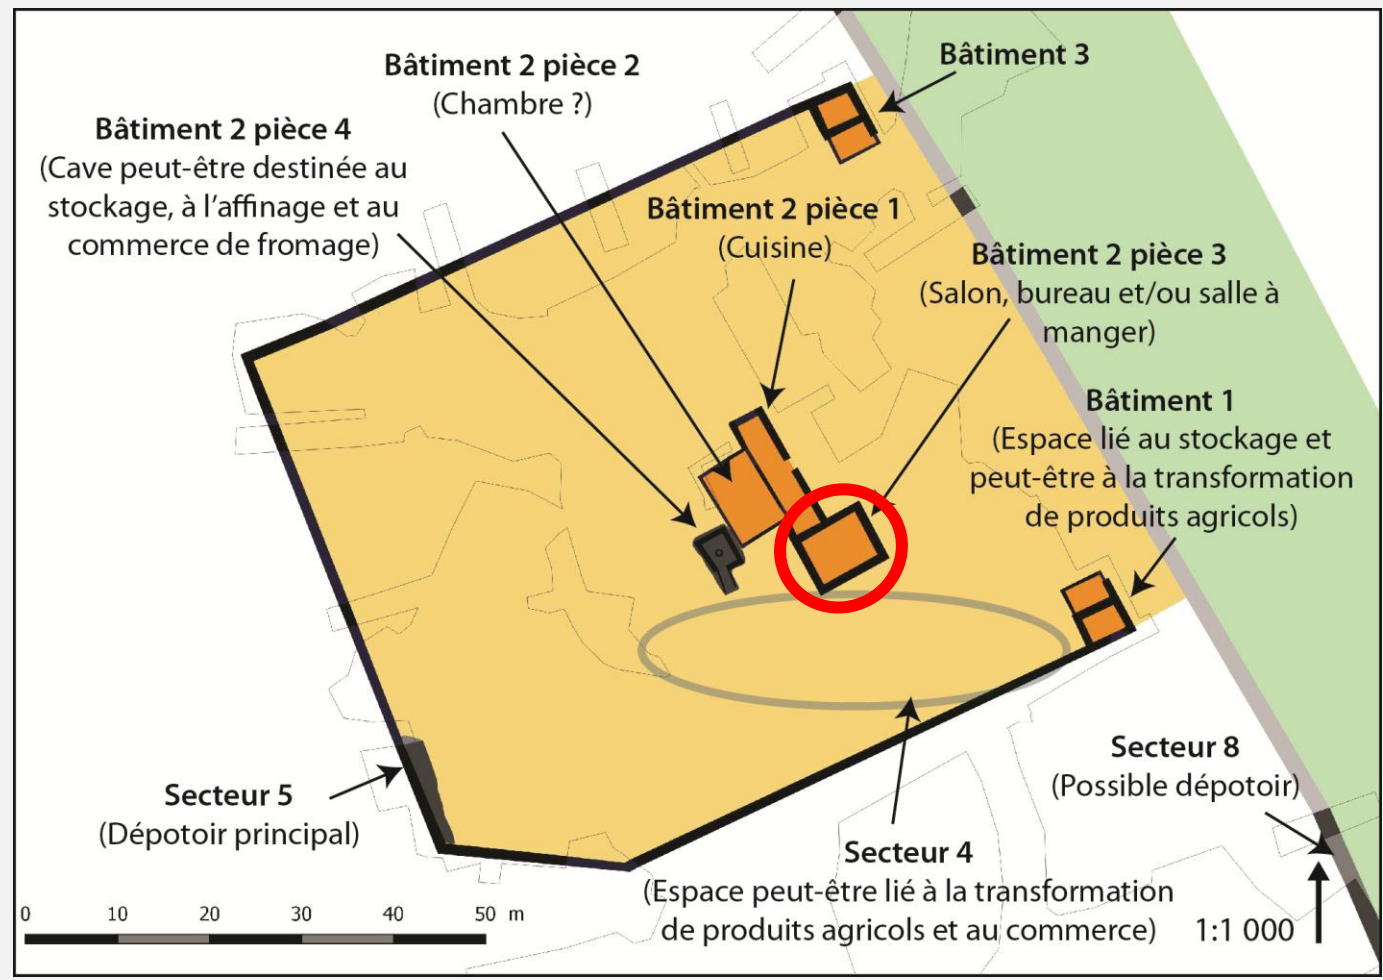 Bâtiment 2 pièce 2
(Chambre ?)
Bâtiment 3
Bâtiment 2 pièce 4
(Cave peut-être destinée au
stockage, à l’affinage et au
commerce de fromage)
Bâtiment 2 pièce 1
(Cuisine)
Bâtiment 2 pièce 3
(Salon, bureau et/ou salle à
manger)
Bâtiment 1
(Espace lié au stockage et
peut-être à la transformation
de produits agricols)
Secteur 5
(Dépotoir principal)
Secteur 8
(Possible dépotoir)
Secteur 4
(Espace peut-être lié à la transformation
de produits agricols et au commerce)
0 10 20 30 40 50 m
1:1 000